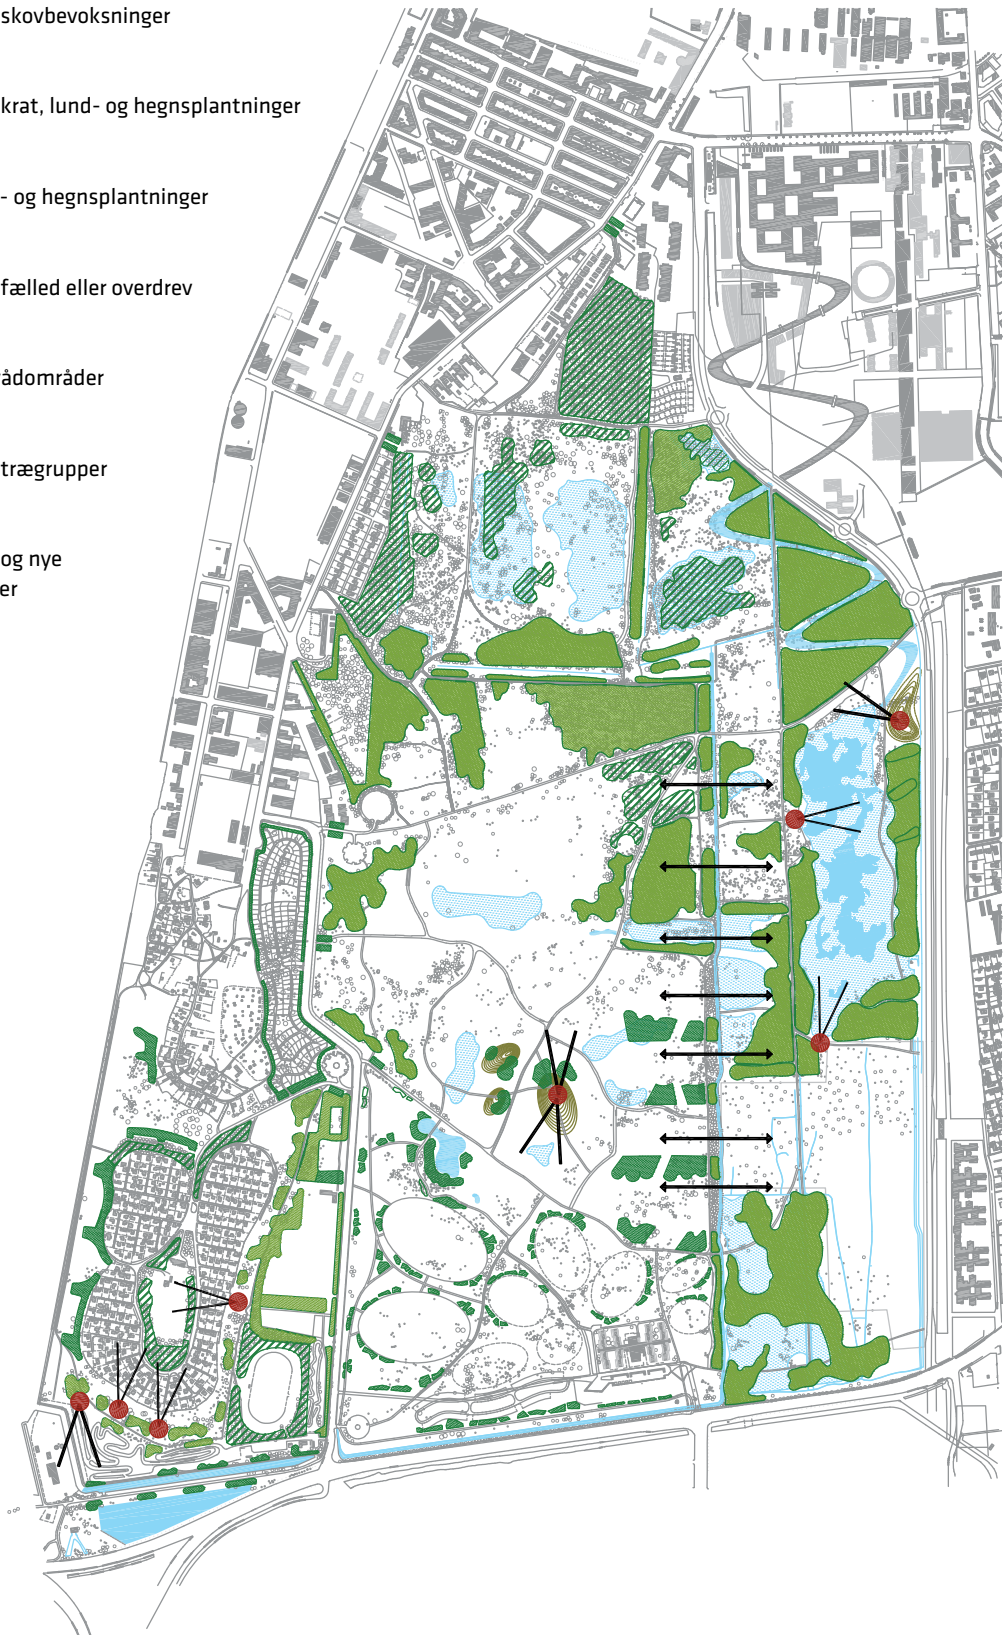 skovbevoksninger
krat, lund- og hegnsplantninger
- og hegnsplantninger
fælled eller overdrev
ådområder
trægrupper
og nye
er